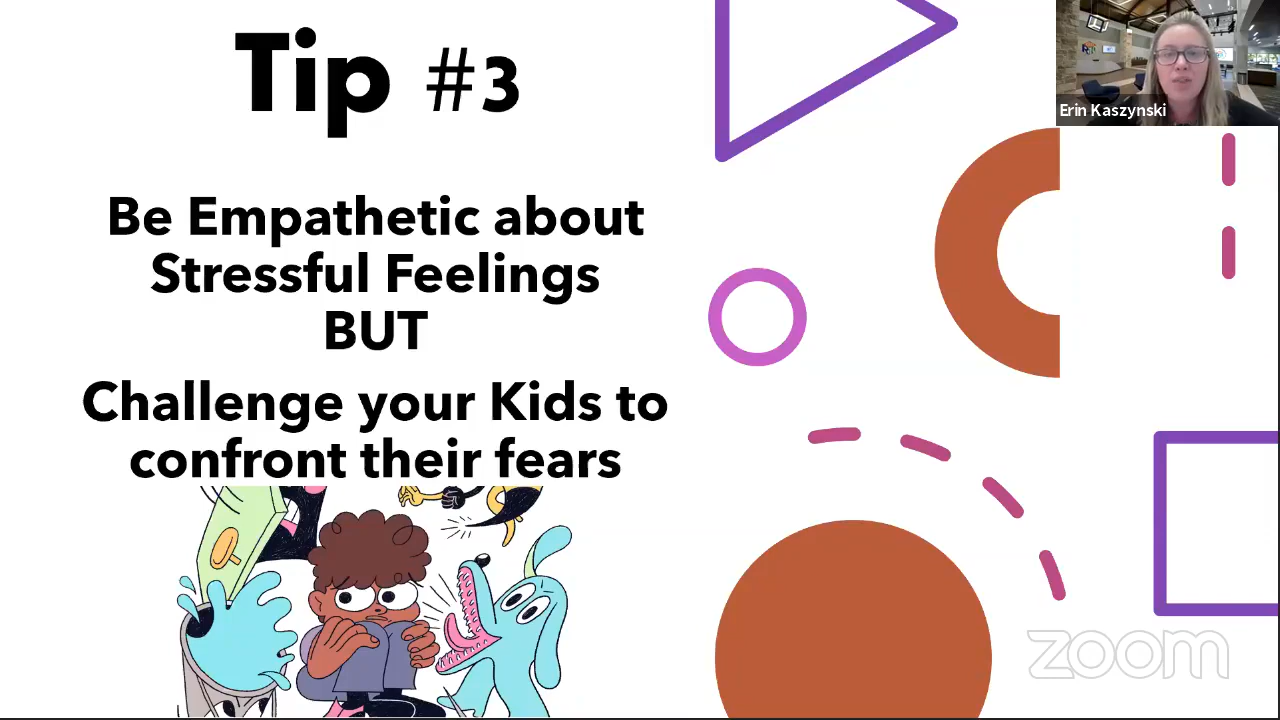 Tip #3
Be Empathetic about
Stressful Feelings
BUT
Challenge your Kids to
confront their fears
Erin Kaszynski
zoom